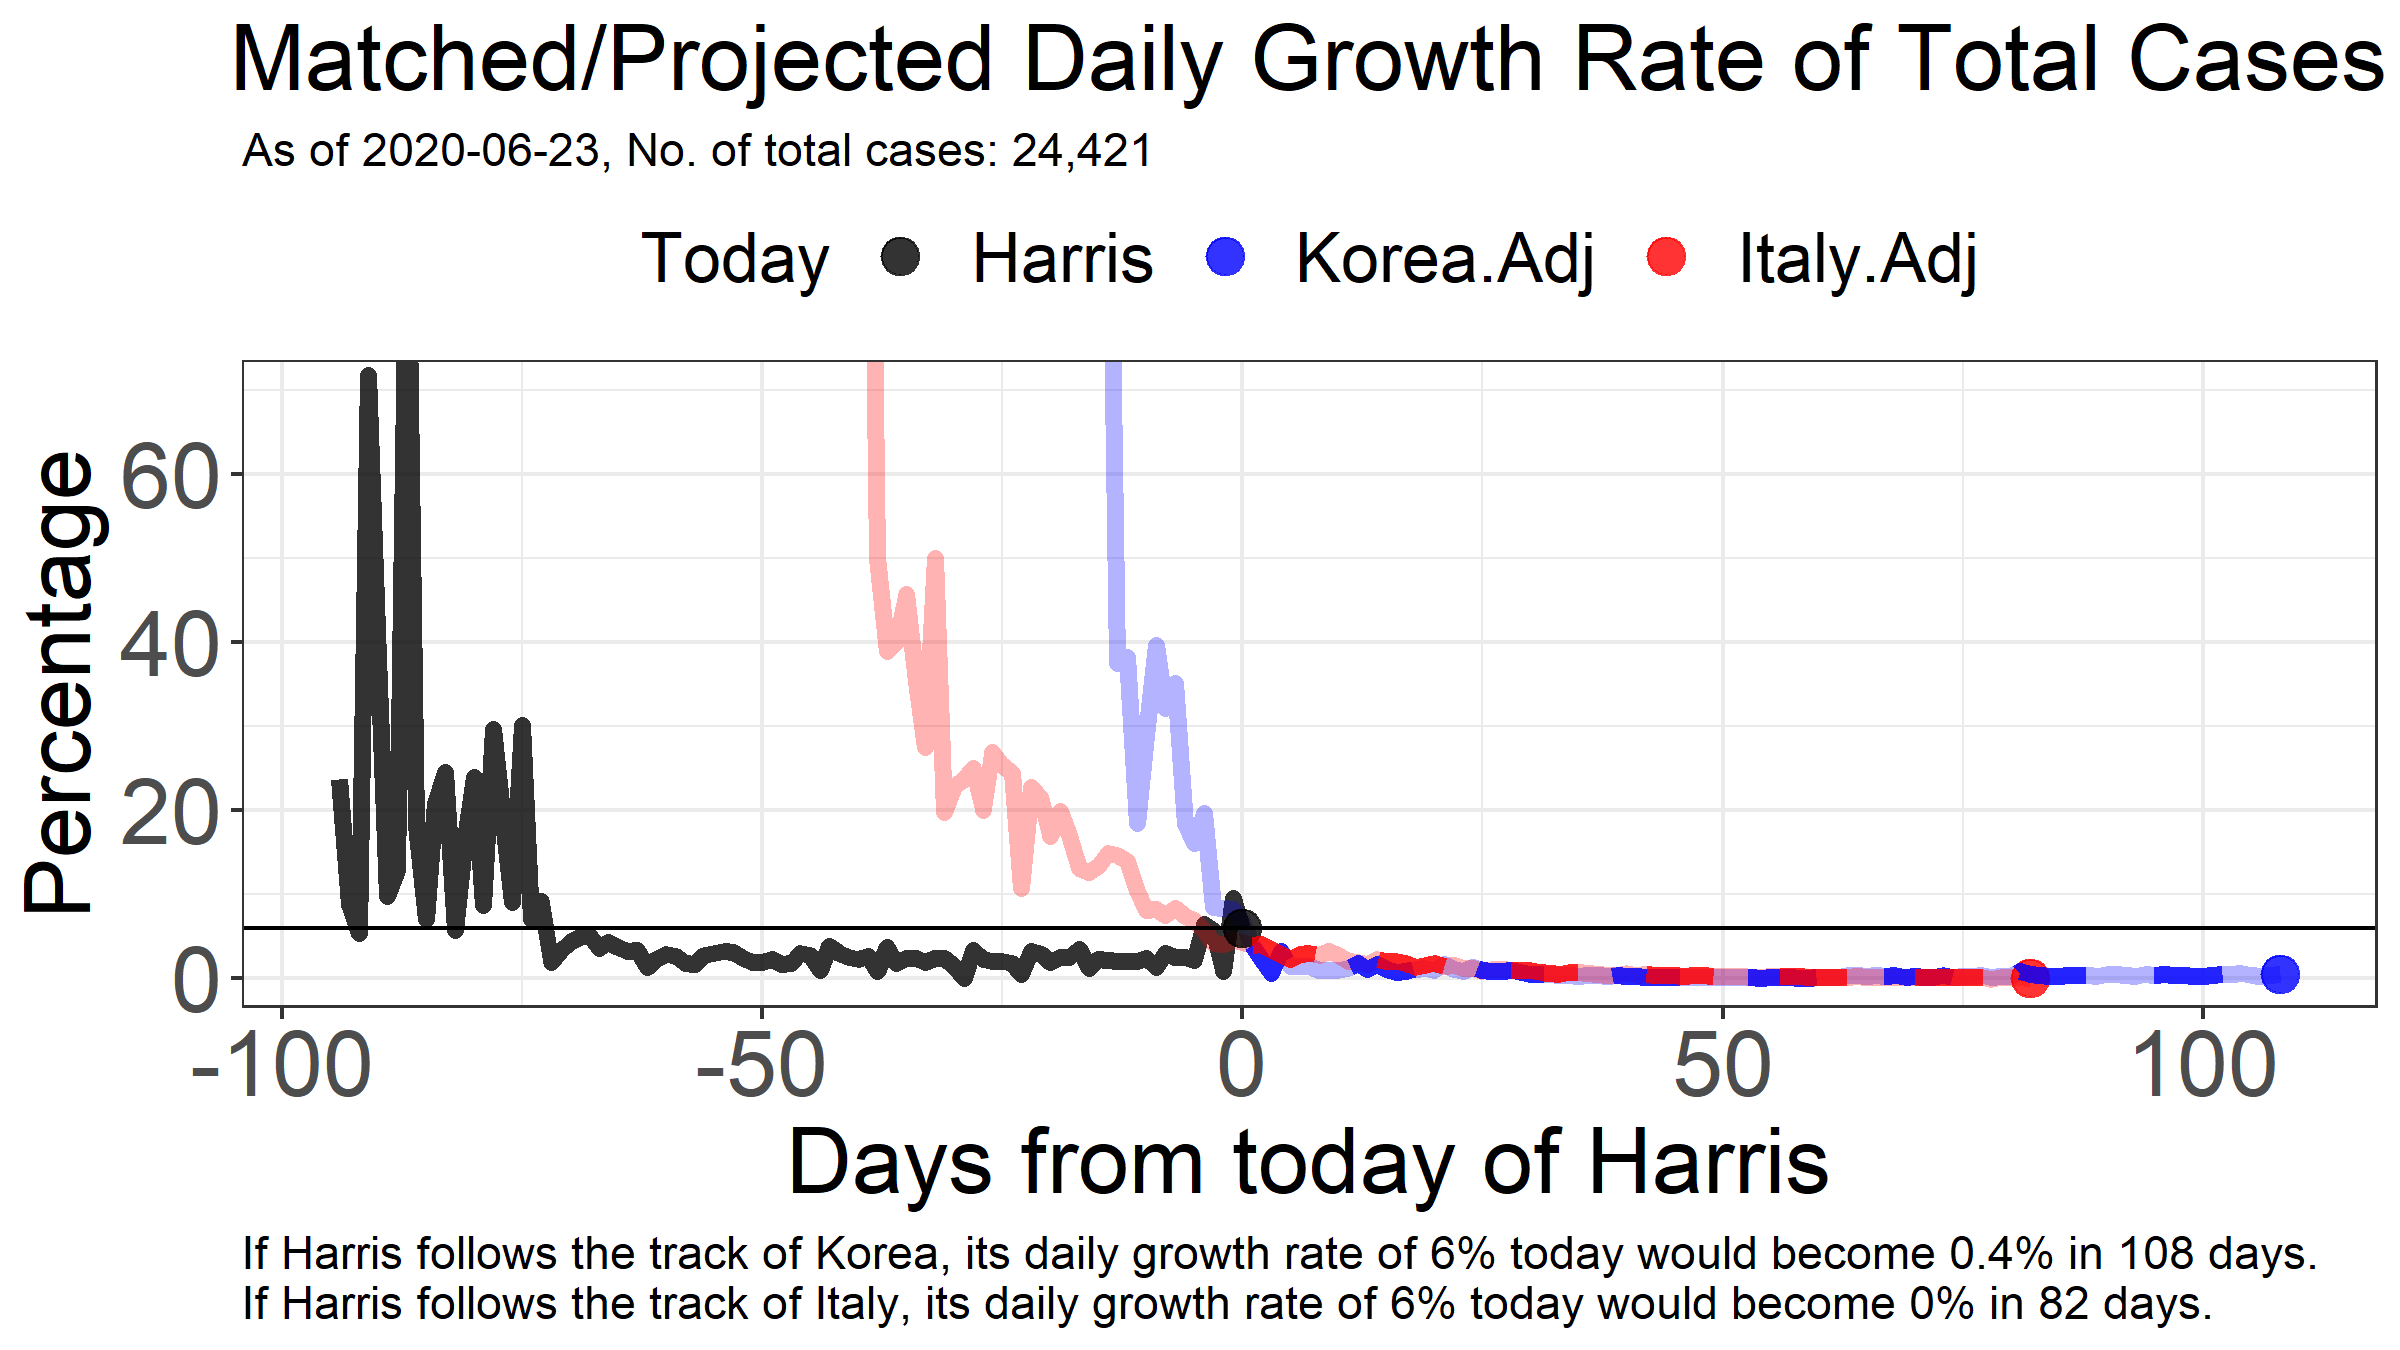 Matched/Projected Daily Growth Rate of Total Cases
As of 2020-06-23, No. of total cases: 24,421
Today Harris Korea.Adj Italy.Adj
Percentage
60
40
20
0
-100 -50 0 50 100
Days from today of Harris
If Harris follows the track of Korea, its daily growth rate of 6% today would become 0.4% in 108 days.
If Harris follows the track of Italy, its daily growth rate of 6% today would become 0% in 82 days.